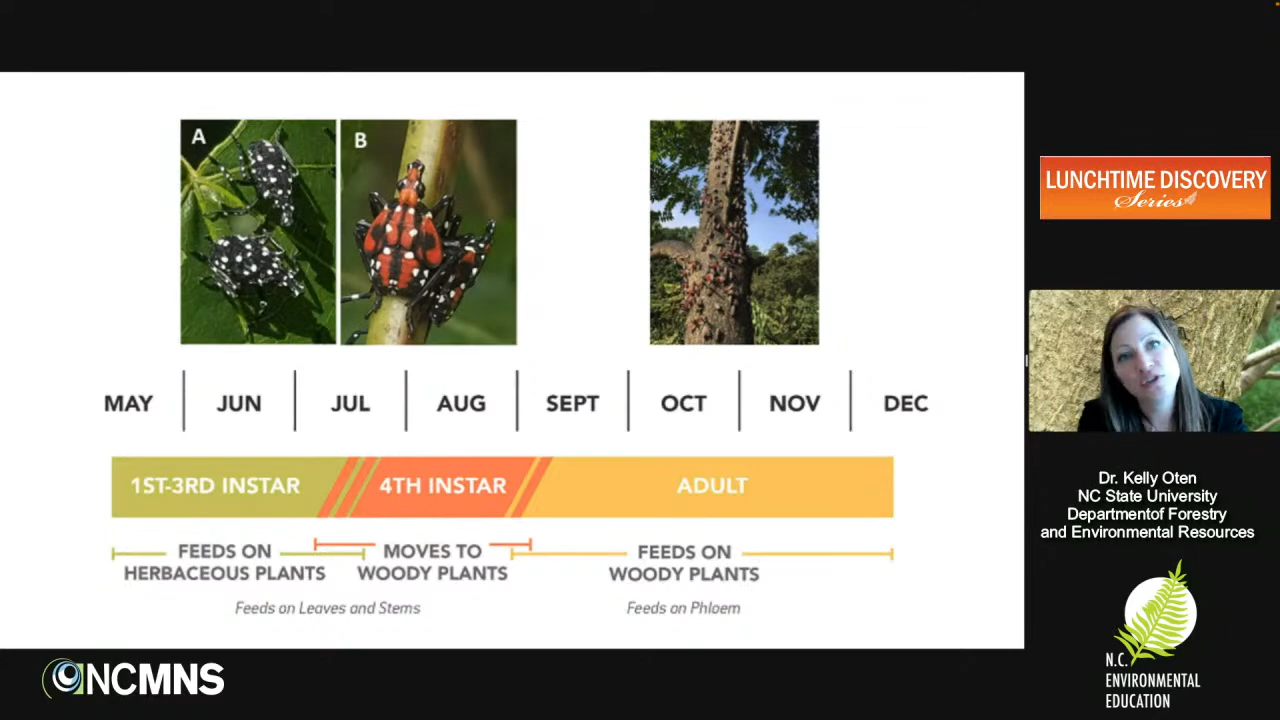 A
B
MAY
JUN
JUL
AUG
SEPT
OCT
NOV
DEC
1ST-3RD INSTAR
4TH INSTAR
ADULT
FEEDS ON
HERBACEOUS PLANTS
MOVES TO
WOODY PLANTS
FEEDS ON
WOODY PLANTS
Feeds on Leaves and Stems
Feeds on Phloem
LUNCHTIME DISCOVERY
Series
Dr. Kelly Oten
NC State University
Departmentof Forestry
and Environmental Resources
NCMNS
N.C.
ENVIRONMENTAL
EDUCATION